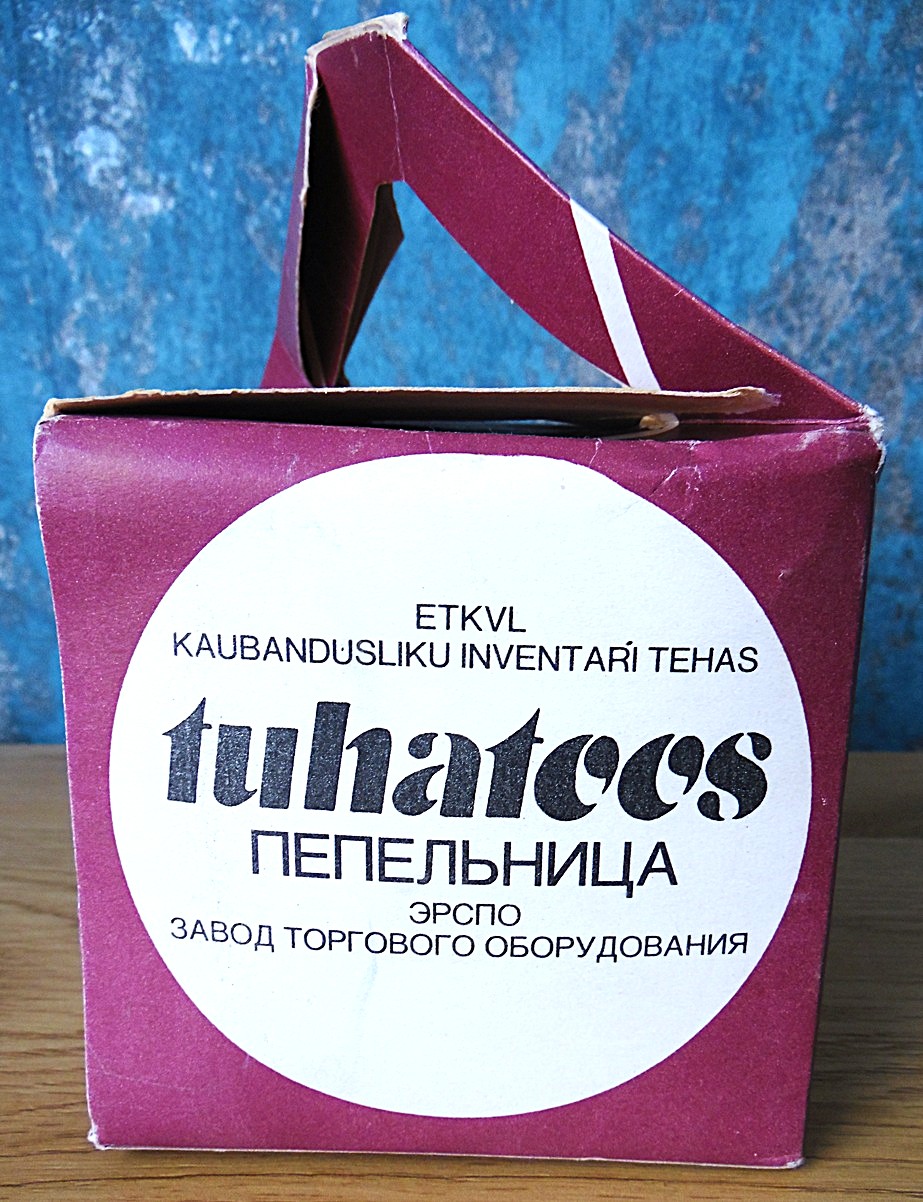 ETKVL
KAUBANDUSLIKU INVENTARI TEHAS
tuhatoos
ПЕПЕЛЬНИЦА
ЭРСПО
ЗАВОД ТОРГОВОГО ОБОРУДОВАНИЯ